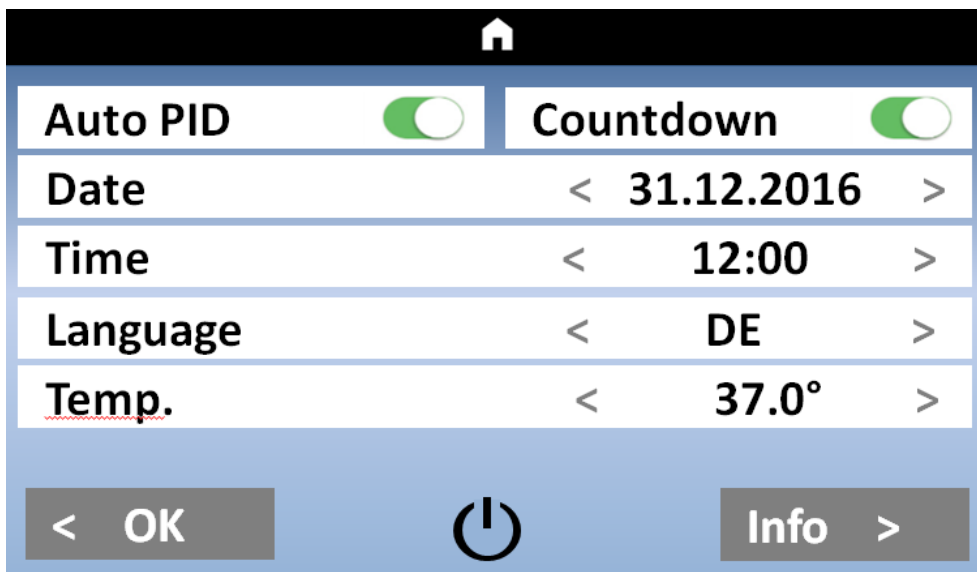 Auto PID Countdown
Date < 31.12.2016 >
Time < 12:00 >
Language < DE >
Temp. < 37.0° >
< OK Info >